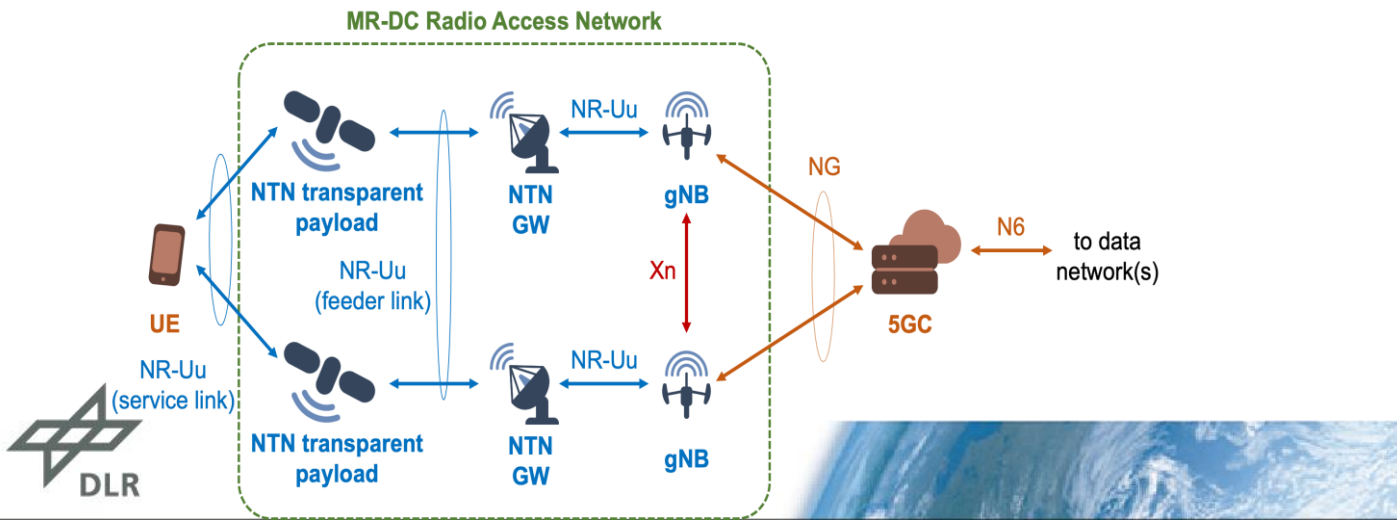 MR-DC Radio Access Network
NR-Uu
NTN transparent
payload
NTN
GW
gNB
NG
N6
to data
network(s)
UE
NR-Uu
(feeder link)
Xn
5GC
NR-Uu
(service link)
NR-Uu
NTN transparent
payload
NTN
GW
gNB
DLR